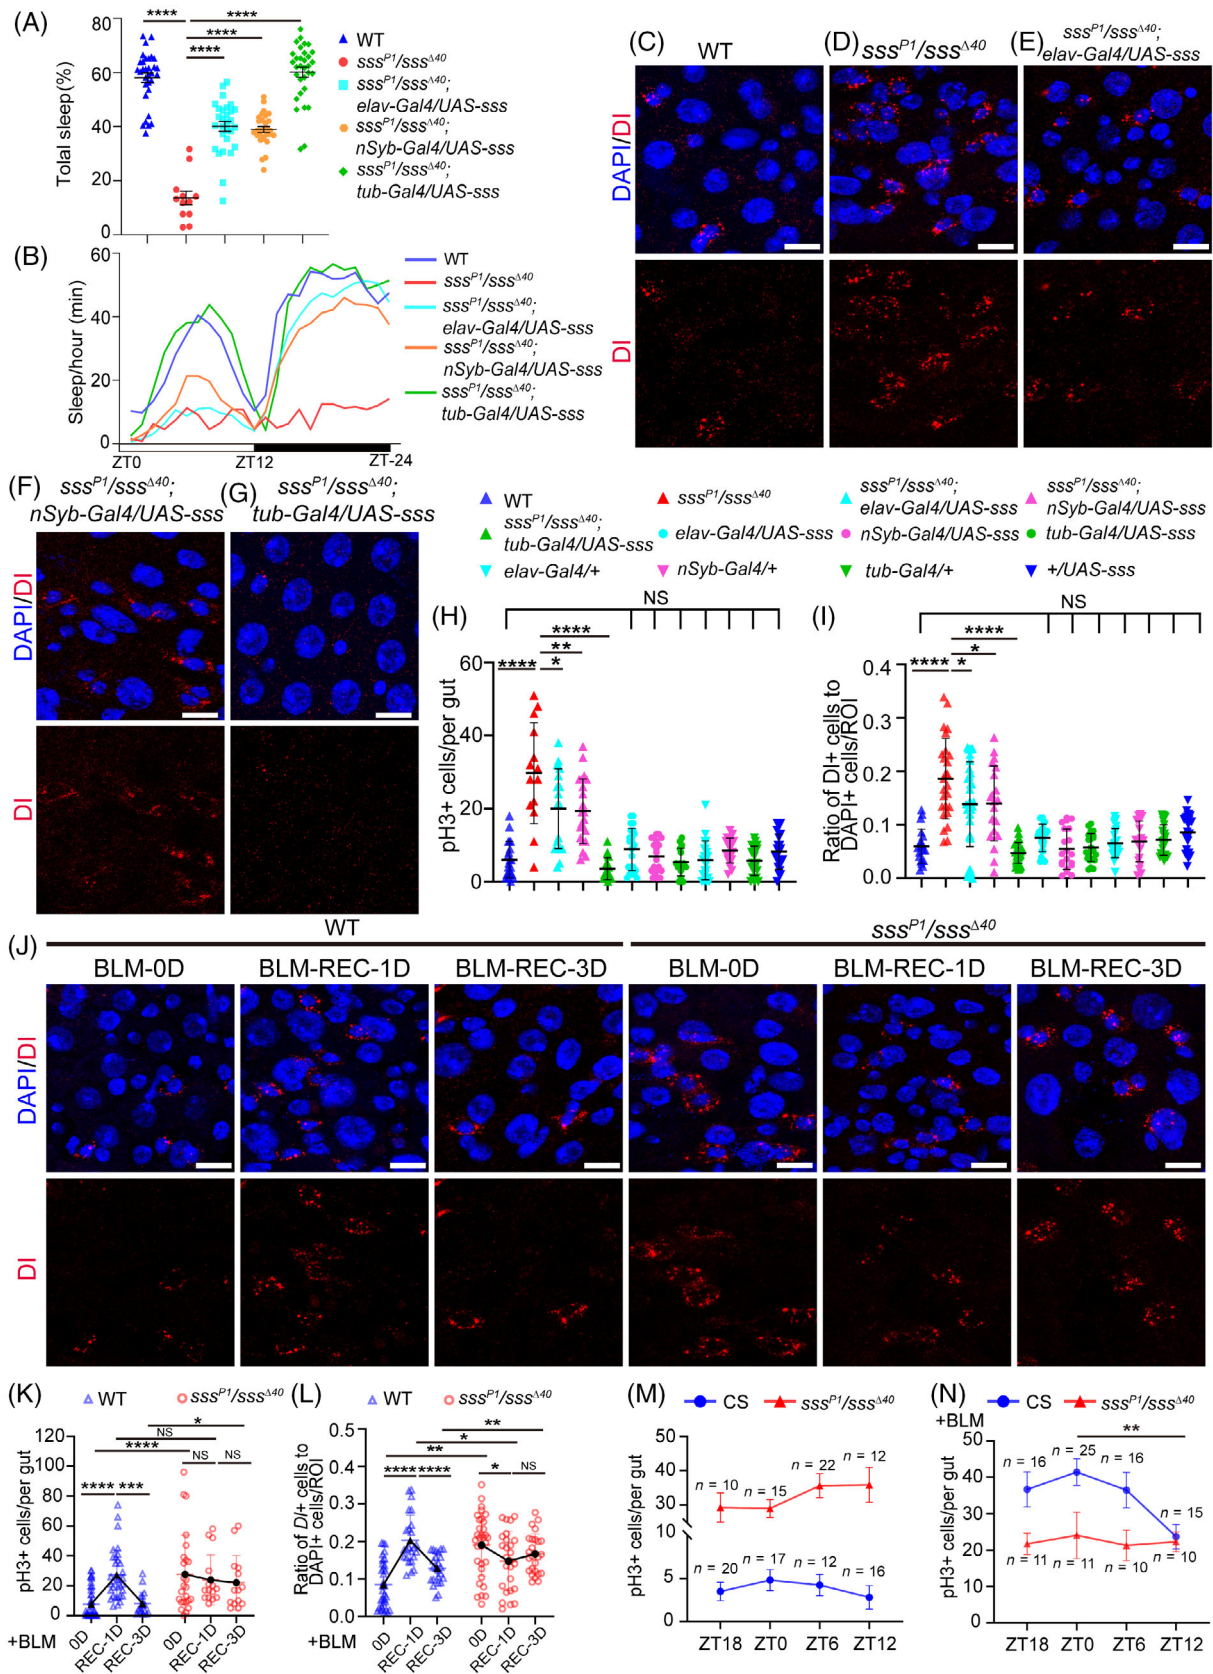 (A)
Total sleep (%)
80
60
40
20
0
****
****
****
****
WT
sssP1/sssΔ40
sssP1/sssΔ40;
elav-Gal4/UAS-sss
sssP1/sssΔ40;
nSyb-Gal4/UAS-sss
sssP1/sssΔ40;
tub-Gal4/UAS-sss
(B)
Sleep/hour (min)
60
40
20
0
ZT0
ZT12
ZT-24
WT
sssP1/sssΔ40
sssP1/sssΔ40;
elav-Gal4/UAS-sss
sssP1/sssΔ40;
nSyb-Gal4/UAS-sss
sssP1/sssΔ40;
tub-Gal4/UAS-sss
(C) WT
(D) sssP1/sssΔ40
(E) sssP1/sssΔ40;
elav-Gal4/UAS-sss
DAPI/DI
DI
(F) sssP1/sssΔ40;
nSyb-Gal4/UAS-sss
(G) sssP1/sssΔ40;
tub-Gal4/UAS-sss
DAPI/DI
DI
WT
sssP1/sssΔ40
sssP1/sssΔ40;
elav-Gal4/UAS-sss
sssP1/sssΔ40;
nSyb-Gal4/UAS-sss
sssP1/sssΔ40;
tub-Gal4/UAS-sss
elav-Gal4/UAS-sss
nSyb-Gal4/UAS-sss
tub-Gal4/UAS-sss
elav-Gal4/+
nSyb-Gal4/+
tub-Gal4/+
+/UAS-sss
(H)
NS
****
**
**** *
pH3+ cells/per gut
60
40
20
0
(I)
NS
****
*
**** *
Ratio of DI+ cells to
DAPI+ cells/ROI
0.4
0.3
0.2
0.1
0.0
(J)
WT
sssP1/sssΔ40
BLM-0D
BLM-REC-1D
BLM-REC-3D
BLM-0D
BLM-REC-1D
BLM-REC-3D
DAPI/DI
DI
(K)
WT
sssP1/sssΔ40
*
NS
****
NS
NS
**** ***
pH3+ cells/per gut
120
100
80
60
40
20
0
+BLM
0D
REC-1D
REC-3D
0D
REC-1D
REC-3D
(L)
WT
sssP1/sssΔ40
**
*
**
**** ****
*
NS
Ratio of DI+ cells to
DAPI+ cells/ROI
0.5
0.4
0.3
0.2
0.1
0.0
+BLM
0D
REC-1D
REC-3D
0D
REC-1D
REC-3D
(M)
CS
sssP1/sssΔ40
pH3+ cells/per gut
50
40
30
10
5
0
n = 10
n = 15
n = 22
n = 12
n = 20
n = 17
n = 12
n = 16
ZT18
ZT0
ZT6
ZT12
(N)
CS
sssP1/sssΔ40
+BLM
**
pH3+ cells/per gut
50
40
30
20
10
0
n = 16
n = 25
n = 16
n = 15
n = 11
n = 11
n = 10
n = 10
ZT18
ZT0
ZT6
ZT12